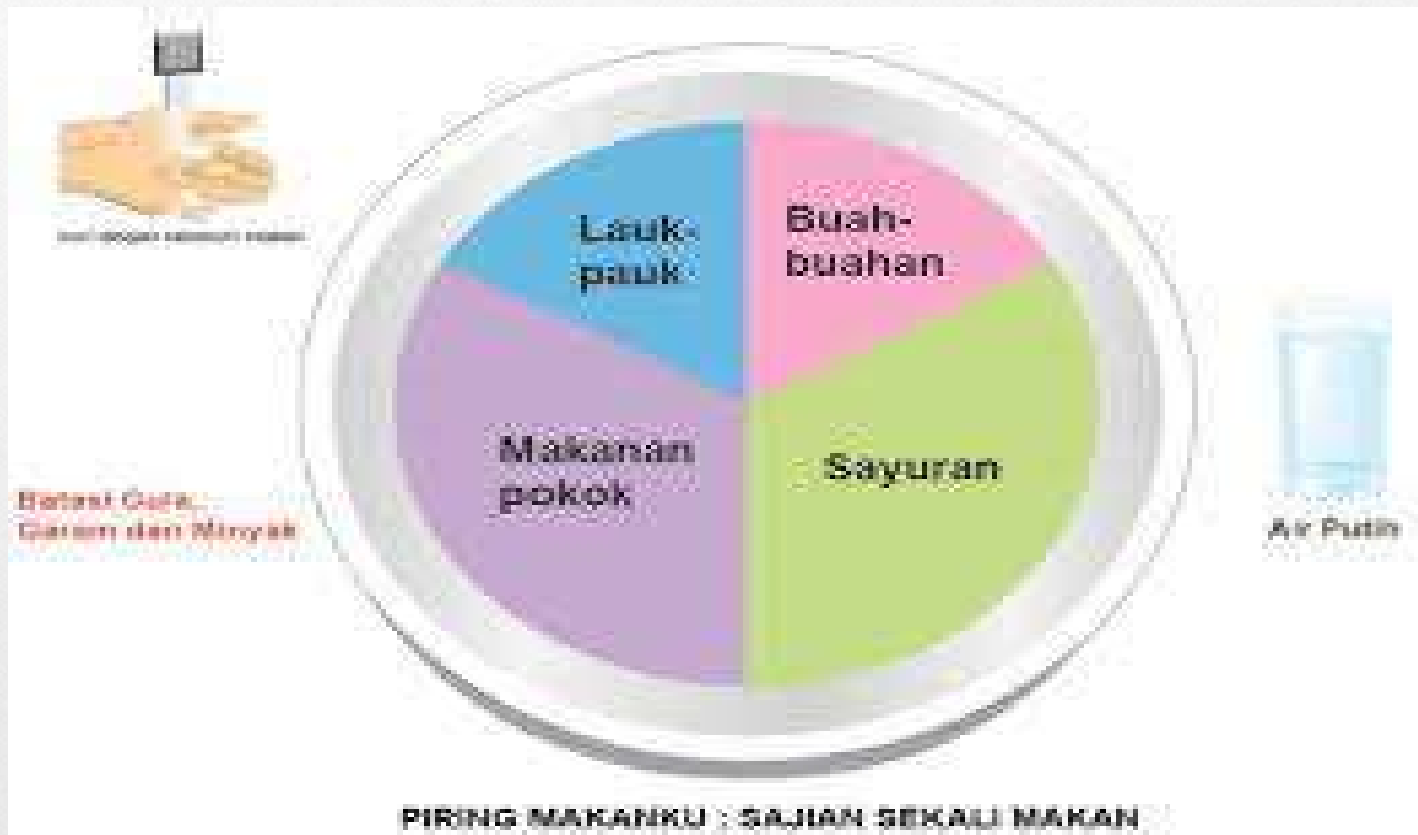 Lauk-
pauk
Buah-
buahan
Makanan
pokok
Sayuran
Batasi Gula,
Garam dan Minyak
Air Putih
PIRING MAKANKU : SAJIAN SEKALI MAKAN